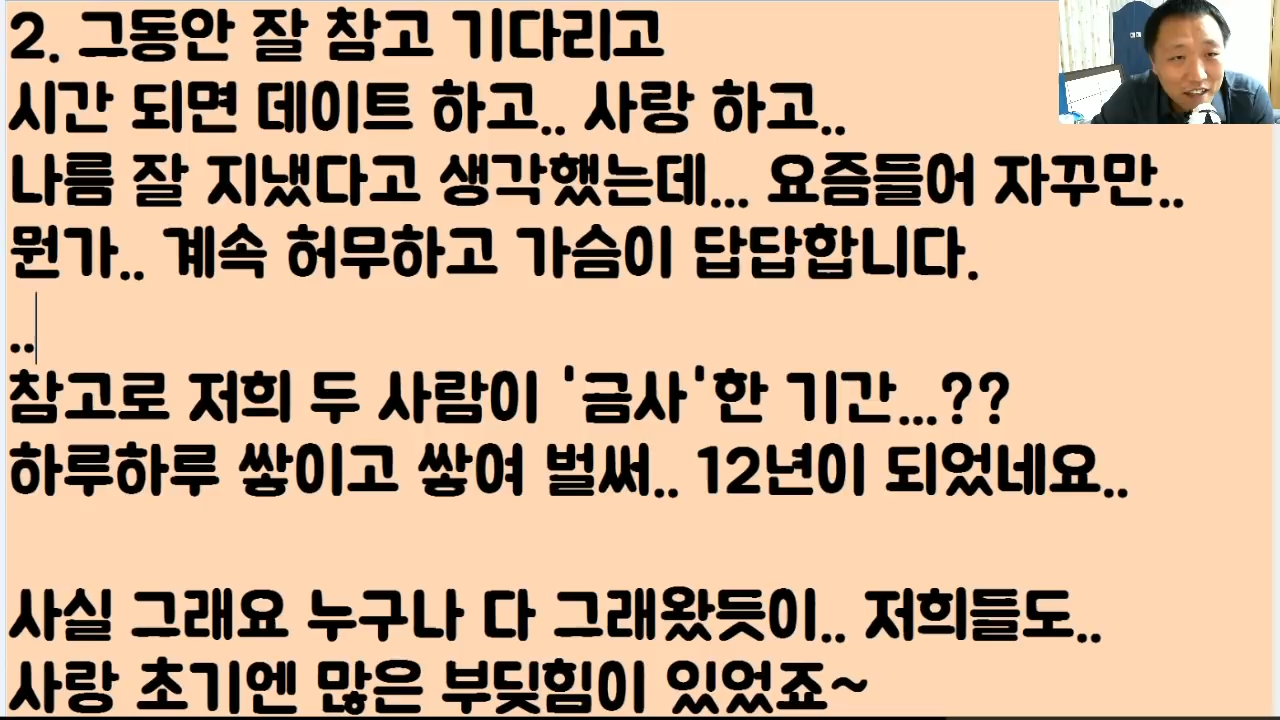 2. 그동안 잘 참고 기다리고
시간 되면 데이트 하고.. 사랑 하고..
나름 잘 지냈다고 생각했는데... 요즘들어 자꾸만..
뭔가.. 계속 허무하고 가슴이 답답합니다.
..
참고로 저희 두 사람이 '금사'한 기간...??
하루하루 쌓이고 쌓여 벌써.. 12년이 되었네요..
사실 그래요 누구나 다 그래왔듯이.. 저희들도..
사랑 초기엔 많은 부딪힘이 있었죠~